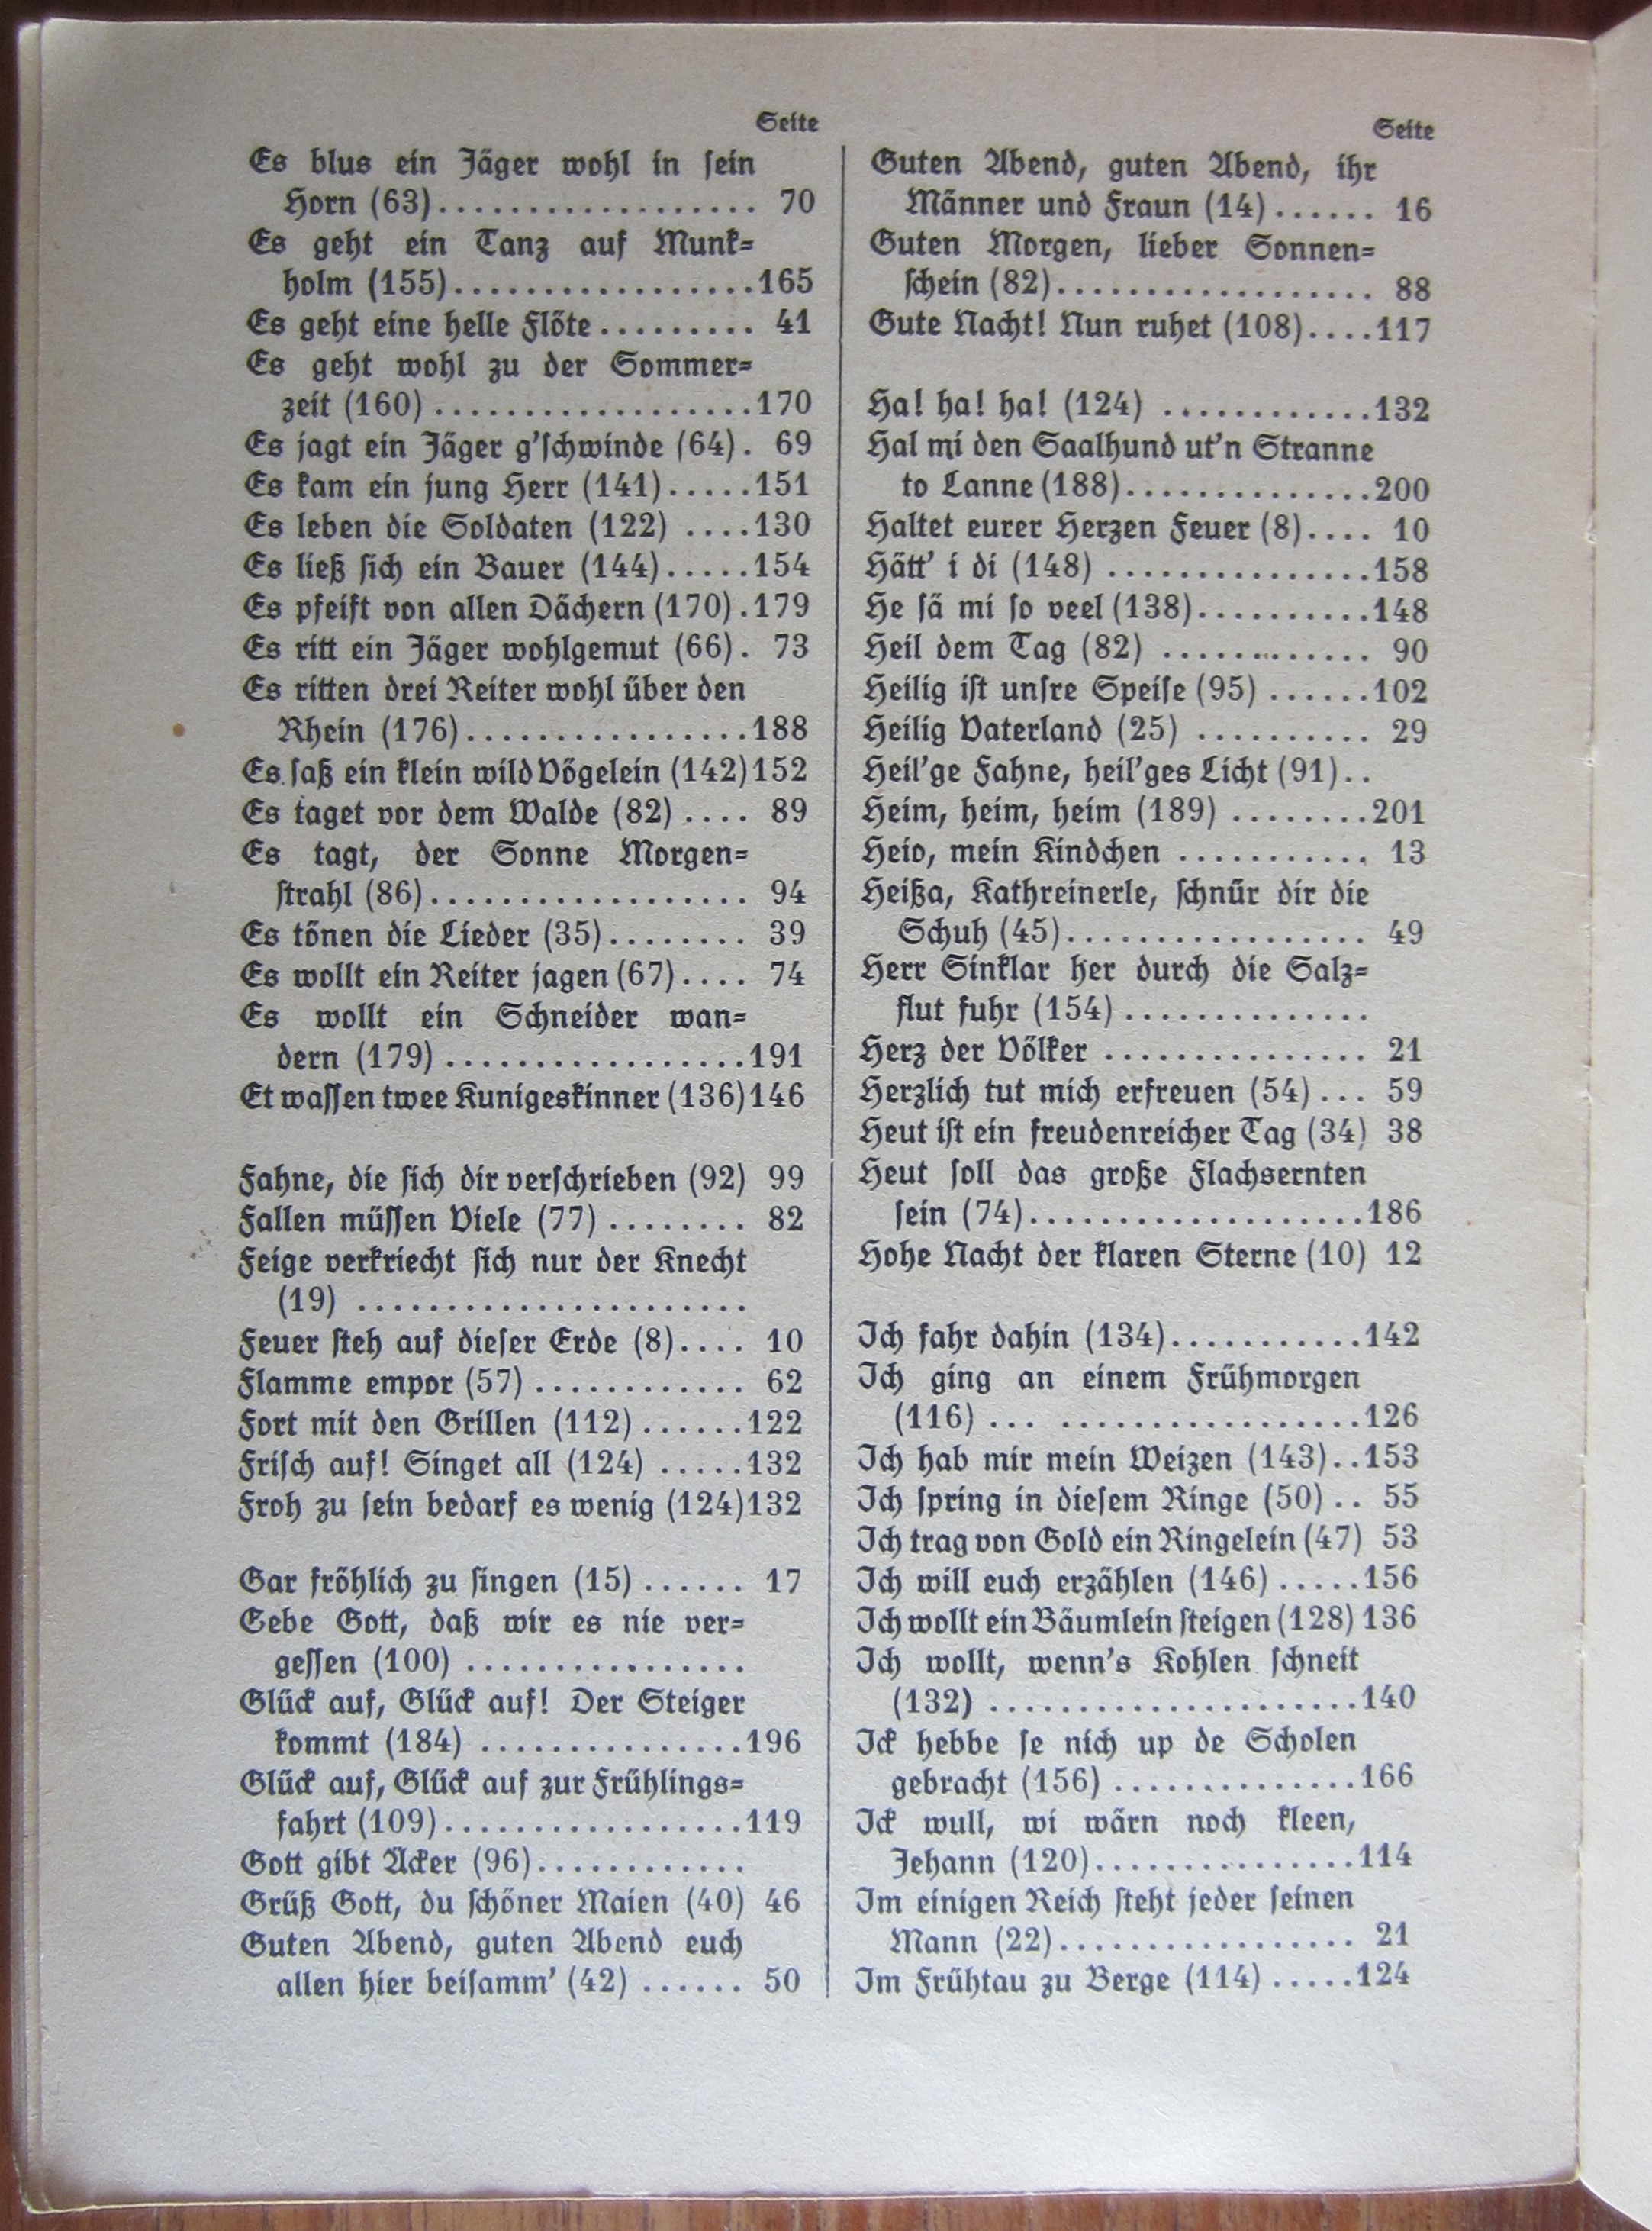 Seite
Es blus ein Jäger wohl in sein
Horn (63).................. 70
Es geht ein Tanz auf Munk=
holm (155).................165
Es geht eine helle Flöte......... 41
Es geht wohl zu der Sommer=
zeit (160) ..................170
Es jagt ein Jäger g'schwinde (64). 69
Es kam ein jung Herr (141).....151
Es leben die Soldaten (122) ....130
Es ließ sich ein Bauer (144).....154
Es pfeift von allen Dächern (170).179
Es ritt ein Jäger wohlgemut (66). 73
Es ritten drei Reiter wohl über den
Rhein (176)................188
Es saß ein klein wild Vögelein (142)152
Es taget vor dem Walde (82) .... 89
Es tagt, der Sonne Morgen=
strahl (86).................. 94
Es tönen die Lieder (35)........ 39
Es wollt ein Reiter jagen (67).... 74
Es wollt ein Schneider wan=
dern (179) .................191
Et wassen twee Kunigeskinner (136)146
Fahne, die sich dir verschrieben (92) 99
Fallen müssen Viele (77) ........ 82
Feige verkriecht sich nur der Knecht
(19) ......................
Feuer steh auf dieser Erde (8).... 10
Flamme empor (57) ............ 62
Fort mit den Grillen (112)......122
Frisch auf! Singet all (124) .....132
Froh zu sein bedarf es wenig (124)132
Gar fröhlich zu singen (15) ...... 17
Gebe Gott, daß wir es nie ver=
gessen (100) ................
Glück auf, Glück auf! Der Steiger
kommt (184) ...............196
Glück auf, Glück auf zur Frühlings=
fahrt (109).................119
Gott gibt Äcker (96)............
Grüß Gott, du schöner Maien (40) 46
Guten Abend, guten Abend euch
allen hier beisamm' (42) ...... 50
Seite
Guten Abend, guten Abend, ihr
Männer und Fraun (14)...... 16
Guten Morgen, lieber Sonnen=
schein (82).................. 88
Gute Nacht! Nun ruhet (108)....117
Ha! ha! ha! (124) ............132
Hal mi den Saalhund ut'n Stranne
to Lanne (188)..............200
Haltet eurer Herzen Feuer (8).... 10
Hätt' i di (148) ...............158
He sä mi so veel (138)..........148
Heil dem Tag (82) ............ 90
Heilig ist unsre Speise (95) ......102
Heilig Vaterland (25) .......... 29
Heil'ge Fahne, heil'ges Licht (91)..
Heim, heim, heim (189) ........201
Heio, mein Kindchen ........... 13
Heißa, Kathreinerle, schnür dir die
Schuh (45)................. 49
Herr Sinklar her durch die Salz=
flut fuhr (154) ..............
Herz der Völker ............... 21
Herzlich tut mich erfreuen (54) ... 59
Heut ist ein freudenreicher Tag (34) 38
Heut soll das große Flachsernten
sein (74)...................186
Hohe Nacht der klaren Sterne (10) 12
Ich fahr dahin (134)...........142
Ich ging an einem Frühmorgen
(116) ... .................126
Ich hab mir mein Weizen (143)..153
Ich spring in diesem Ringe (50) .. 55
Ich trag von Gold ein Ringelein (47) 53
Ich will euch erzählen (146) .....156
Ich wollt ein Bäumlein steigen (128) 136
Ich wollt, wenn's Kohlen schneit
(132) .....................140
Ick hebbe se nich up de Scholen
gebracht (156) ..............166
Ick wull, wi wärn noch kleen,
Jehann (120)...............114
Im einigen Reich steht jeder seinen
Mann (22)................. 21
Im Frühtau zu Berge (114) .....124